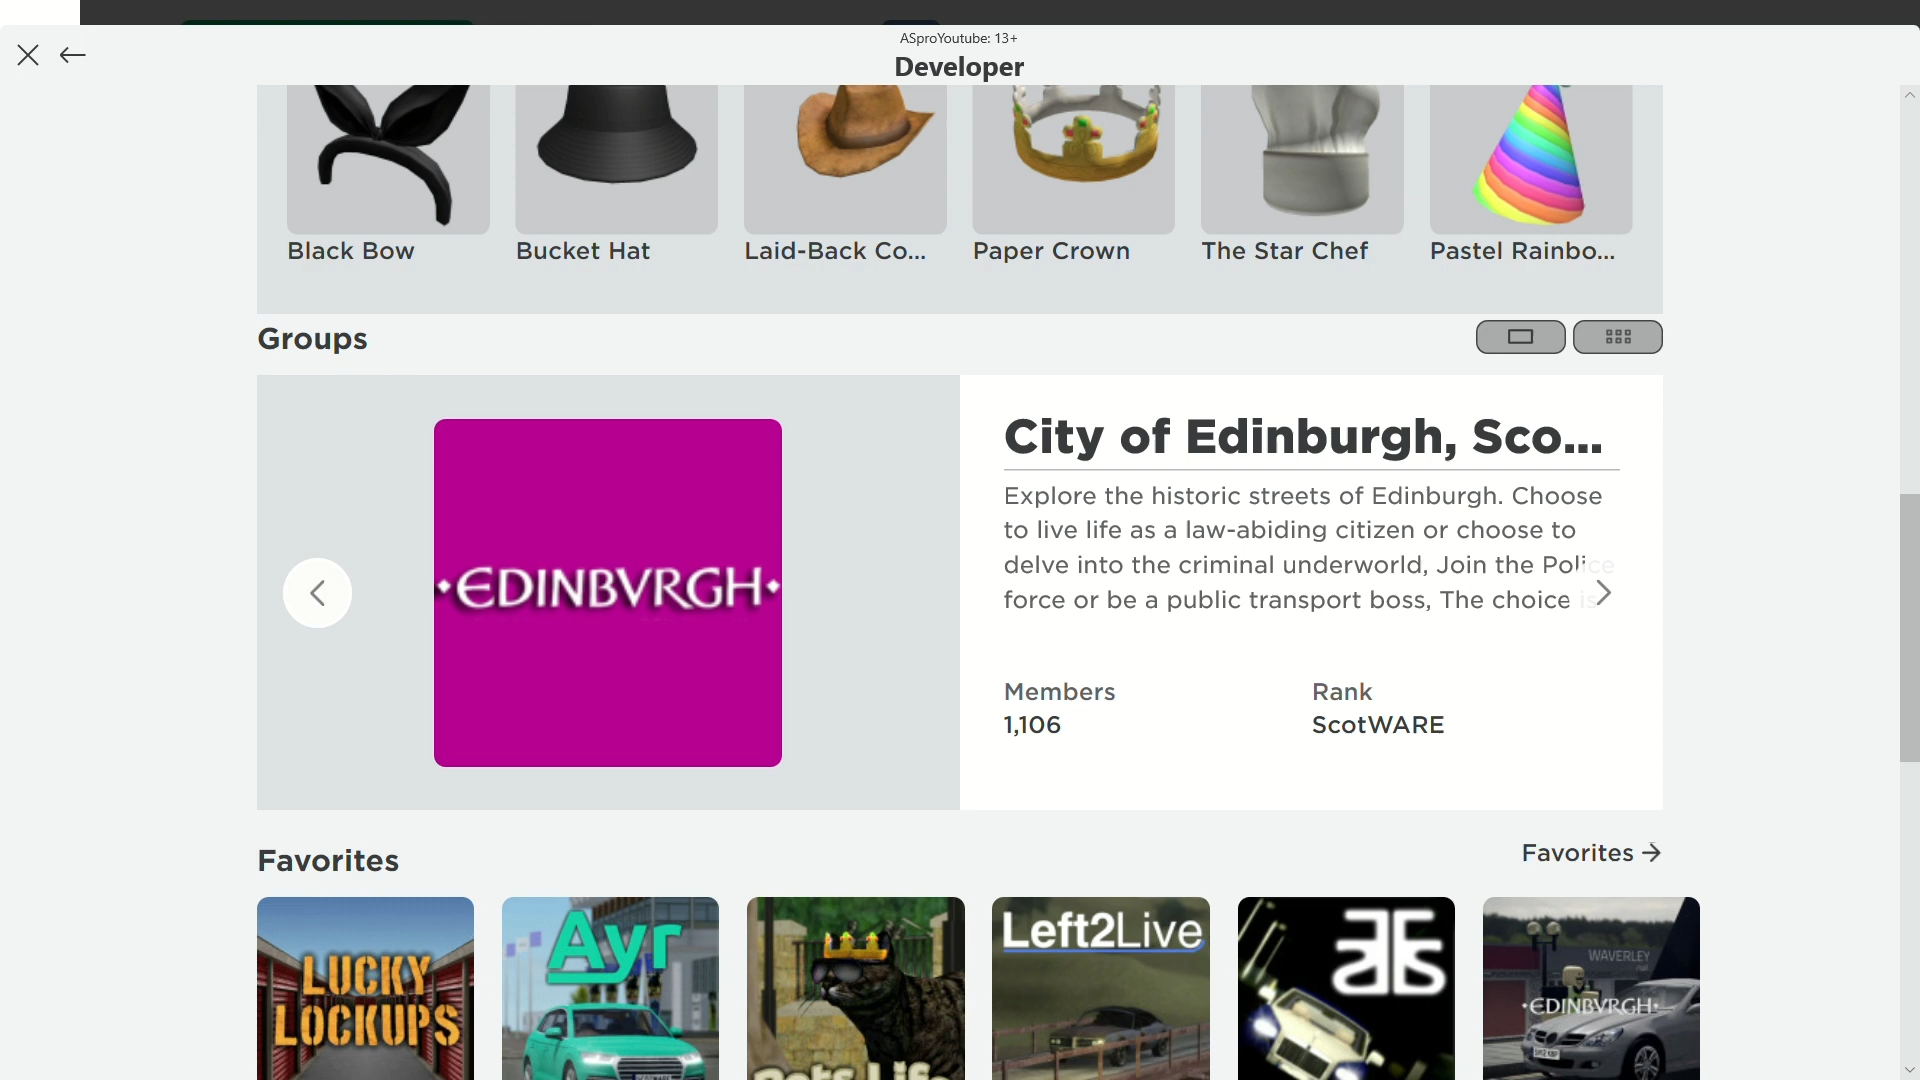 ASproYoutube: 13+
Developer
Black Bow
Bucket Hat
Laid-Back Co...
Paper Crown
The Star Chef
Pastel Rainbo...
Groups
·EDINBVRGH·
City of Edinburgh, Sco...
Explore the historic streets of Edinburgh. Choose
to live life as a law-abiding citizen or choose to
delve into the criminal underworld, Join the Police
force or be a public transport boss, The choice is
Members
Rank
1,106
ScotWARE
Favorites
Favorites
LUCKY
LOCKUPS
Ayr
Pets Life
Left2Live
WAVERLEY
·EDINBVRGH·